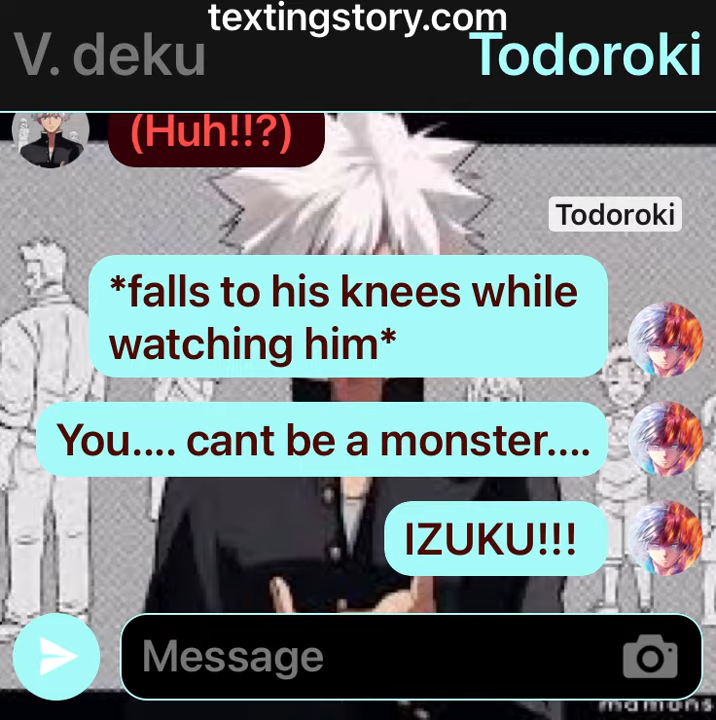 textingstory.com
V. deku
Todoroki
(Huh!!?)
Todoroki
*falls to his knees while
watching him*
You.... cant be a monster....
IZUKU!!!
Message
mamons